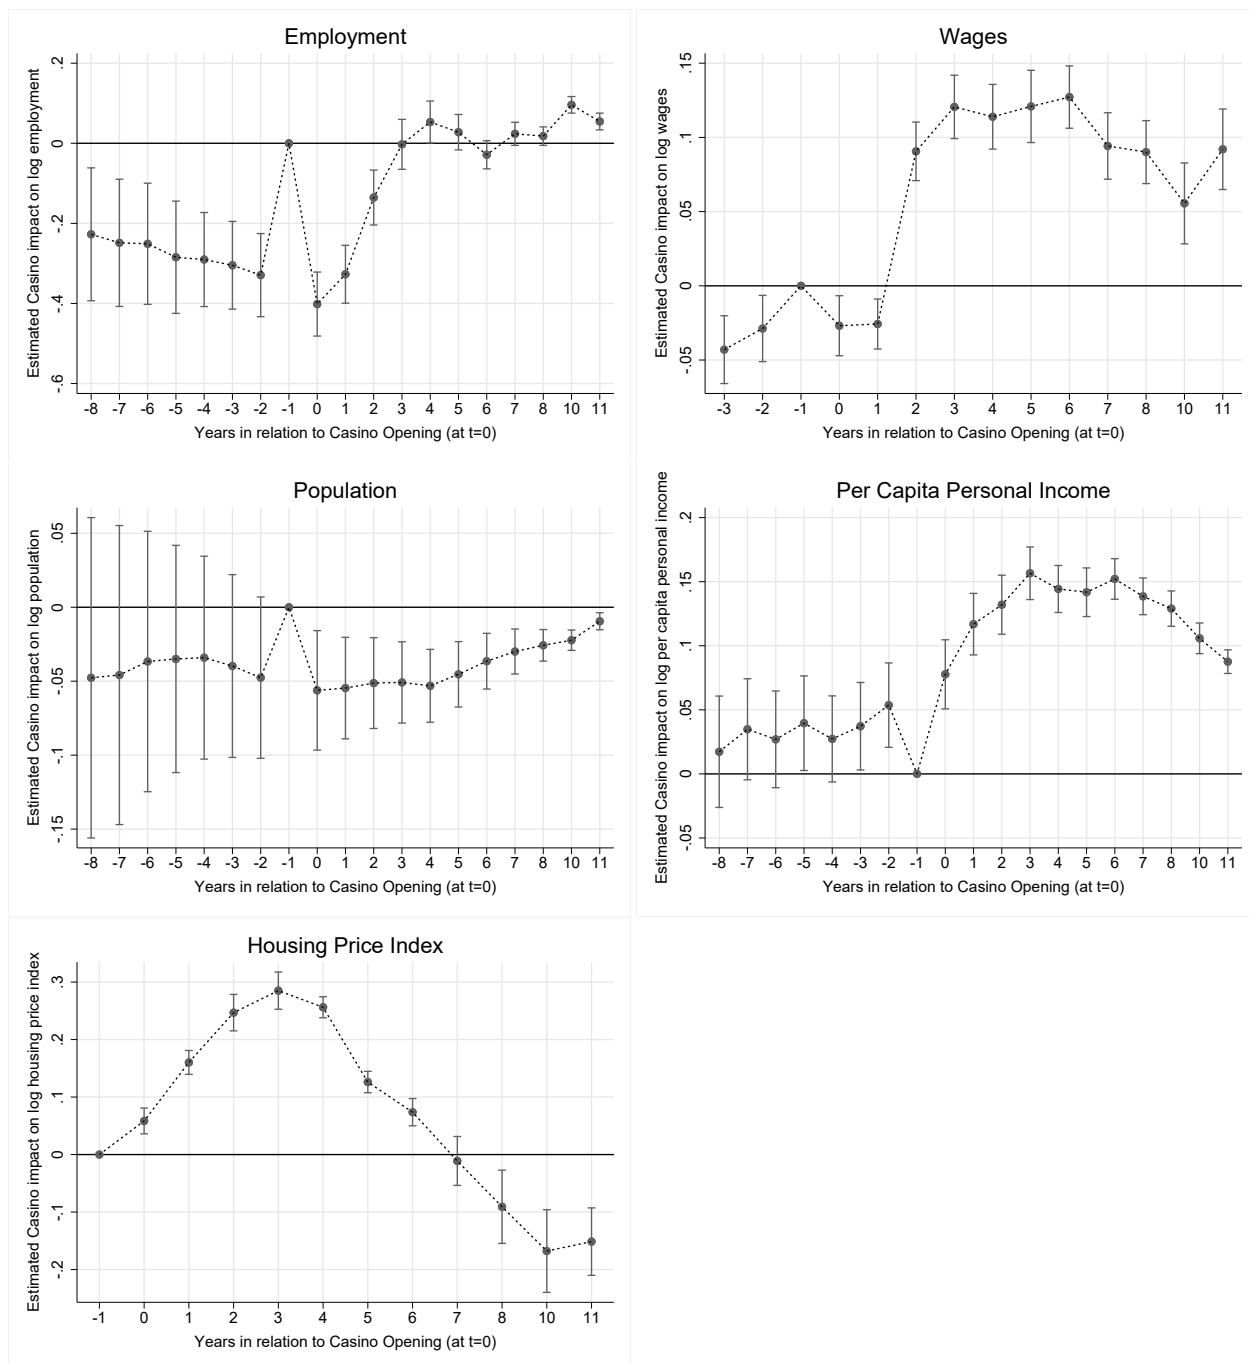 Employment
Estimated Casino impact on log employment
.2
0
-.2
-.4
-.6
-8 -7 -6 -5 -4 -3 -2 -1 0 1 2 3 4 5 6 7 8 10 11
Years in relation to Casino Opening (at t=0)
Wages
Estimated Casino impact on log wages
.15
.1
.05
0
-.05
-3 -2 -1 0 1 2 3 4 5 6 7 8 10 11
Years in relation to Casino Opening (at t=0)
Population
Estimated Casino impact on log population
.05
0
-.05
-.1
-.15
-8 -7 -6 -5 -4 -3 -2 -1 0 1 2 3 4 5 6 7 8 10 11
Years in relation to Casino Opening (at t=0)
Per Capita Personal Income
Estimated Casino impact on log per capita personal income
.2
.15
.1
.05
0
-.05
-8 -7 -6 -5 -4 -3 -2 -1 0 1 2 3 4 5 6 7 8 10 11
Years in relation to Casino Opening (at t=0)
Housing Price Index
Estimated Casino impact on log housing price index
.3
.2
.1
0
-.1
-.2
-1 0 1 2 3 4 5 6 7 8 10 11
Years in relation to Casino Opening (at t=0)